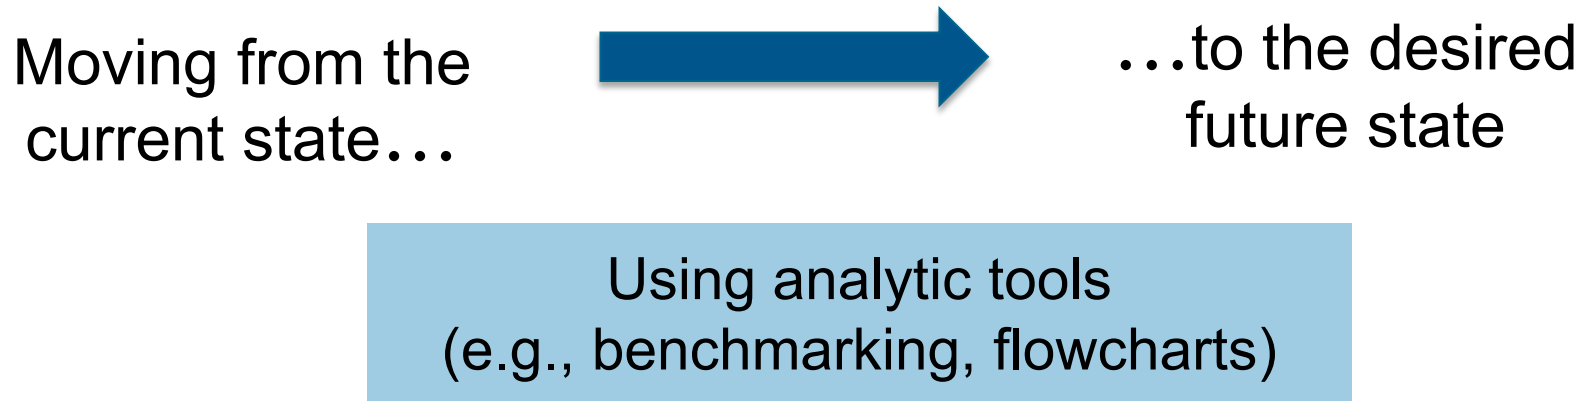 Moving from the
current state…
…to the desired
future state
Using analytic tools
(e.g., benchmarking, flowcharts)